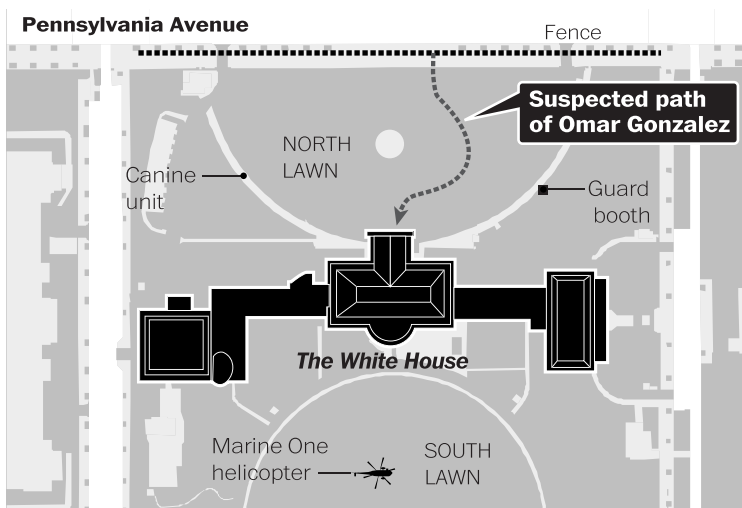 Pennsylvania Avenue
Fence
Suspected path
of Omar Gonzalez
NORTH
LAWN
Canine
unit
Guard
booth
The White House
Marine One
helicopter
SOUTH
LAWN